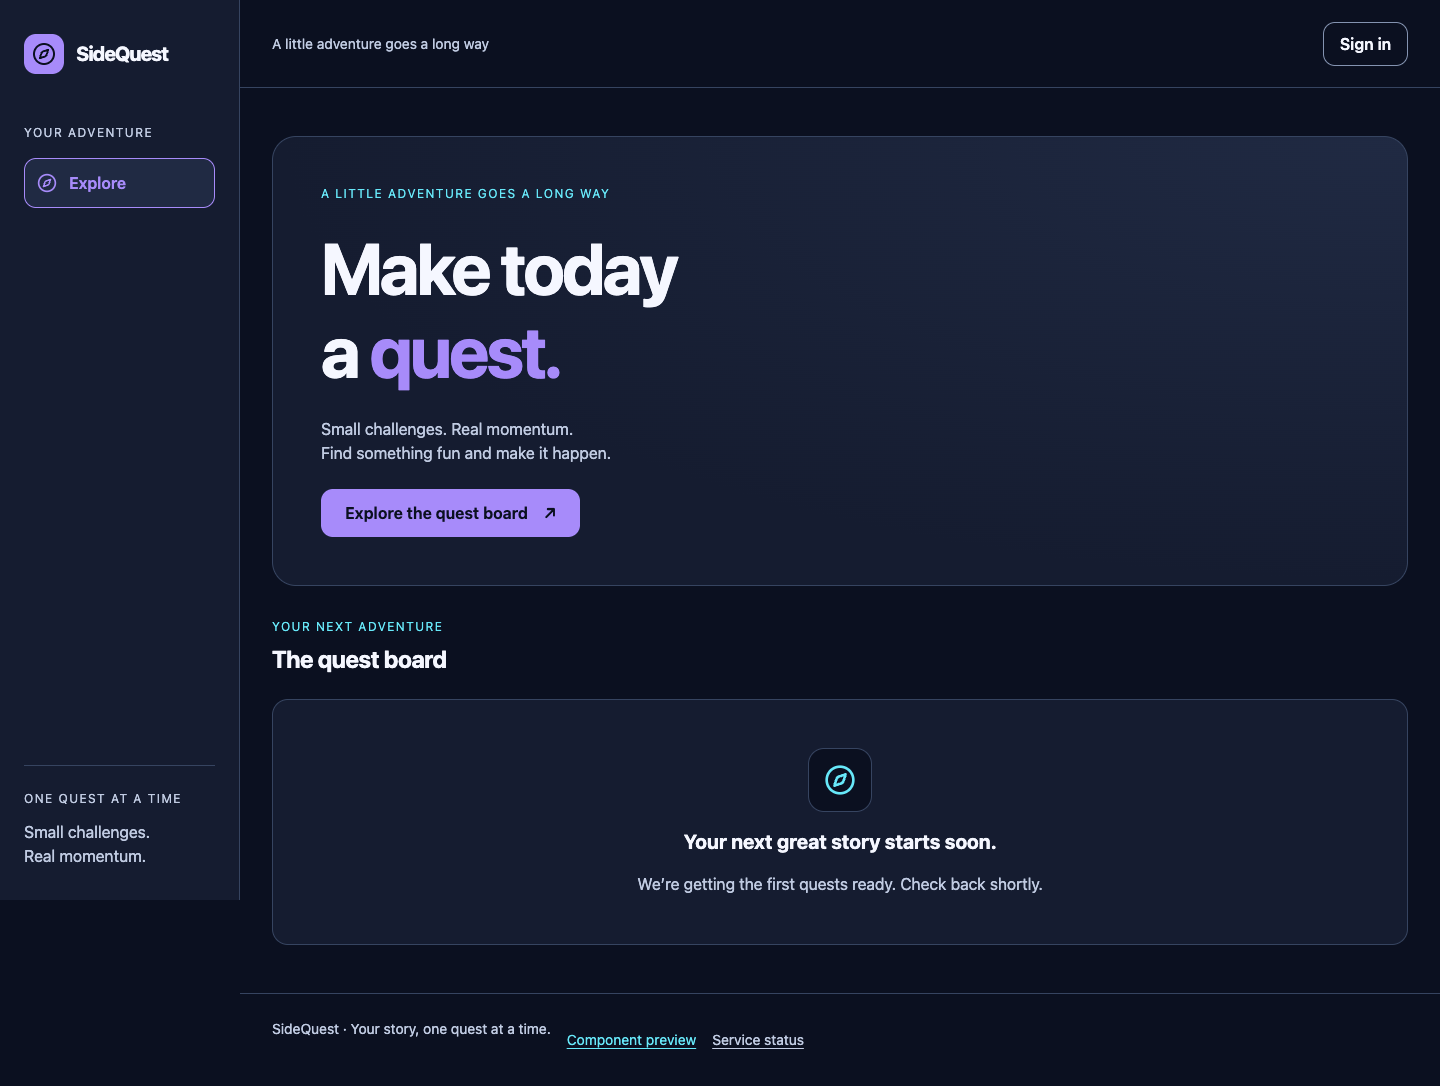 SideQuest
YOUR ADVENTURE
Explore
ONE QUEST AT A TIME
Small challenges.
Real momentum.
A little adventure goes a long way
Sign in
A LITTLE ADVENTURE GOES A LONG WAY
Make today
a quest.
Small challenges. Real momentum.
Find something fun and make it happen.
Explore the quest board
YOUR NEXT ADVENTURE
The quest board
Your next great story starts soon.
We’re getting the first quests ready. Check back shortly.
SideQuest · Your story, one quest at a time.
Component preview
Service status